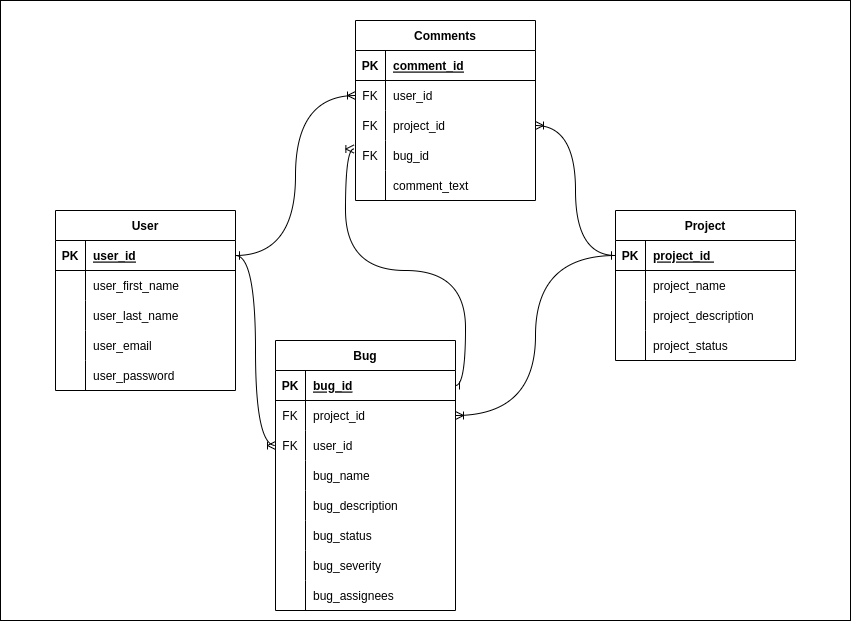 Comments
PK comment_id
FK user_id
FK project_id
FK bug_id
comment_text
User
PK user_id
user_first_name
user_last_name
user_email
user_password
Project
PK project_id
project_name
project_description
project_status
Bug
PK bug_id
FK project_id
FK user_id
bug_name
bug_description
bug_status
bug_severity
bug_assignees